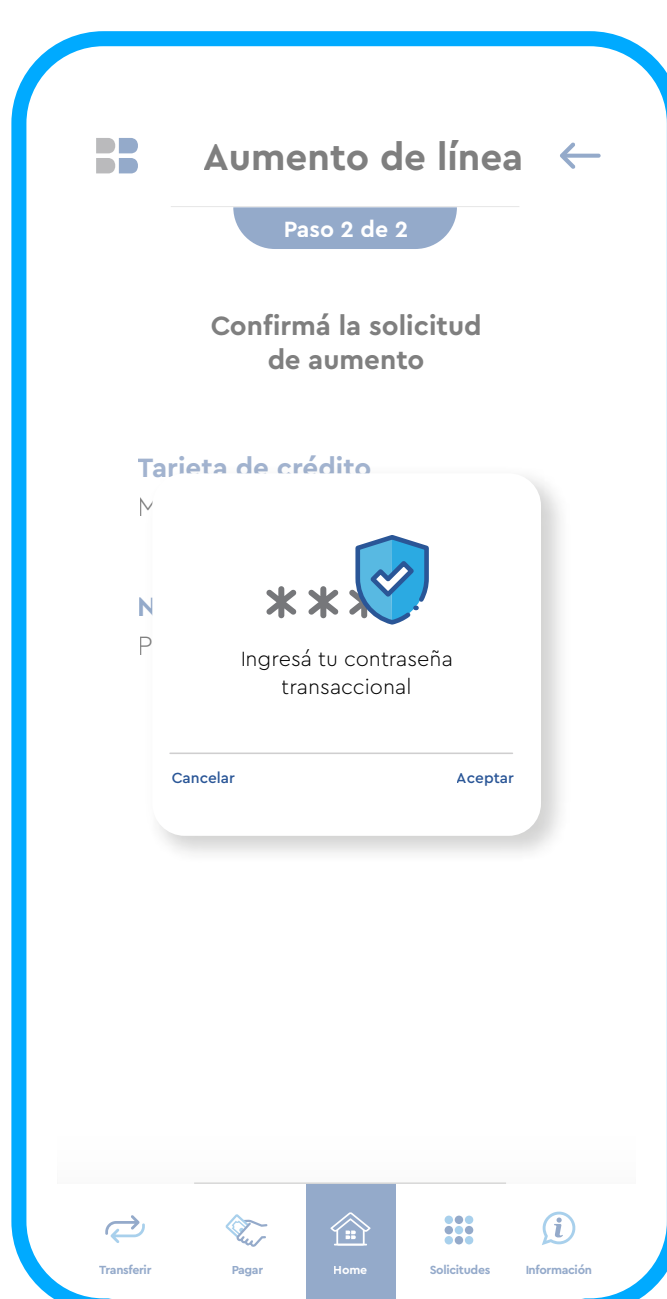 Aumento de línea
Paso 2 de 2
Confirmá la solicitud
de aumento
Tarjeta de crédito
M
N
P
***
Ingresá tu contraseña
transaccional
Cancelar
Aceptar
Transferir
Pagar
Home
Solicitudes
Información